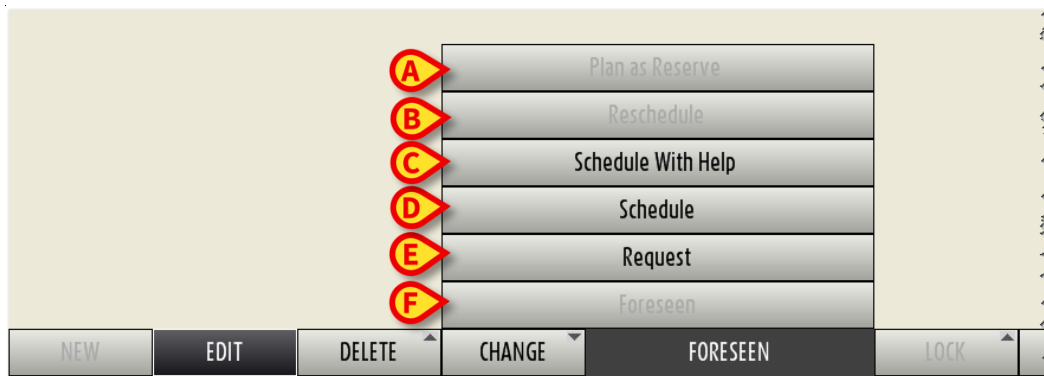 A Plan as Reserve
B Reschedule
C Schedule With Help
D Schedule
E Request
F Foreseen
NEW EDIT DELETE CHANGE FORESEEN LOCK